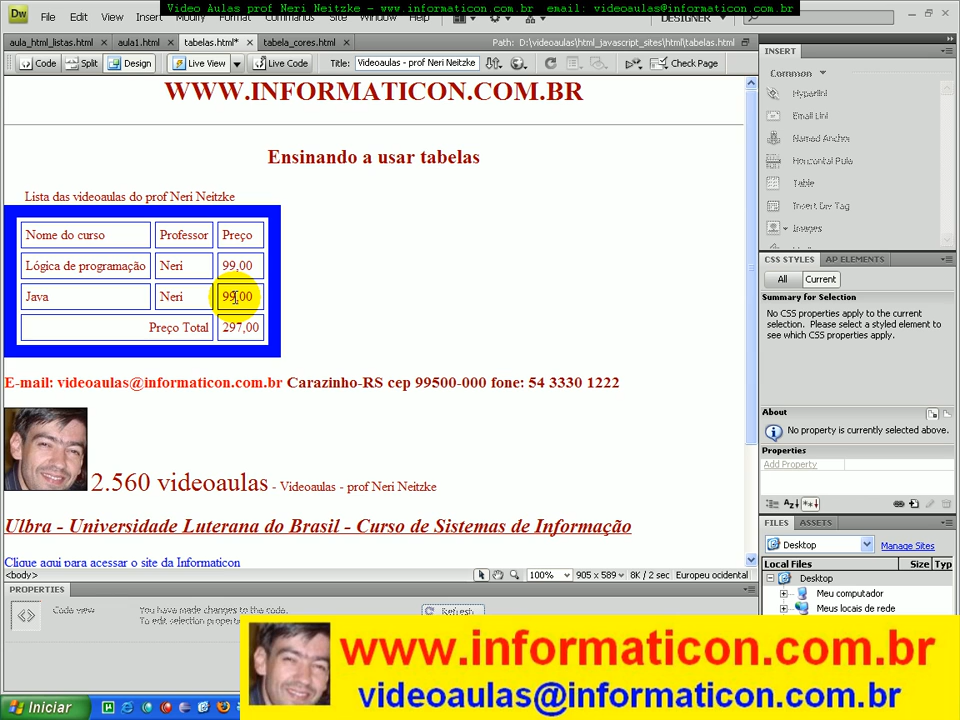 Video Aulas prof Neri Neitzke - www.informaticon.com.br email: videoaulas@informaticon.com.br
Dw File Edit View Insert Modify Format Commands Site Window Help DESIGNER
aula_html_listas.html aula1.html tabelas.html* tabela_cores.html Path: D:\videoaulas\html_javascript_sites\html\tabelas.html
Code Split Design Live View Live Code Title: Videoaulas - prof Neri Neitzke Check Page
WWW.INFORMATICON.COM.BR
Ensinando a usar tabelas
Lista das videoaulas do prof Neri Neitzke
Nome do curso Professor Preço
Lógica de programação Neri 99,00
Java Neri 99,00
Preço Total 297,00
E-mail: videoaulas@informaticon.com.br Carazinho-RS cep 99500-000 fone: 54 3330 1222
2.560 videoaulas - Videoaulas - prof Neri Neitzke
Ulbra - Universidade Luterana do Brasil - Curso de Sistemas de Informação
Clique aqui para acessar o site da Informaticon
<body> 100% 905 x 589 8K / 2 sec Europeu ocidental
PROPERTIES
Code view You have made changes to the code. Refresh
To edit selection
INSERT
Common
Hyperlink
Email Link
Named Anchor
Horizontal Rule
Table
Insert Div Tag
Images
CSS STYLES AP ELEMENTS
All Current
Summary for Selection
No CSS properties apply to the current
selection. Please select a styled element to
see which CSS properties apply.
About
No property is currently selected above.
Properties
Add Property
FILES ASSETS
Desktop Manage Sites
Local Files Size Typ
Desktop
Meu computador
Meus locais de rede
www.informaticon.com.br
videoaulas@informaticon.com.br
Iniciar